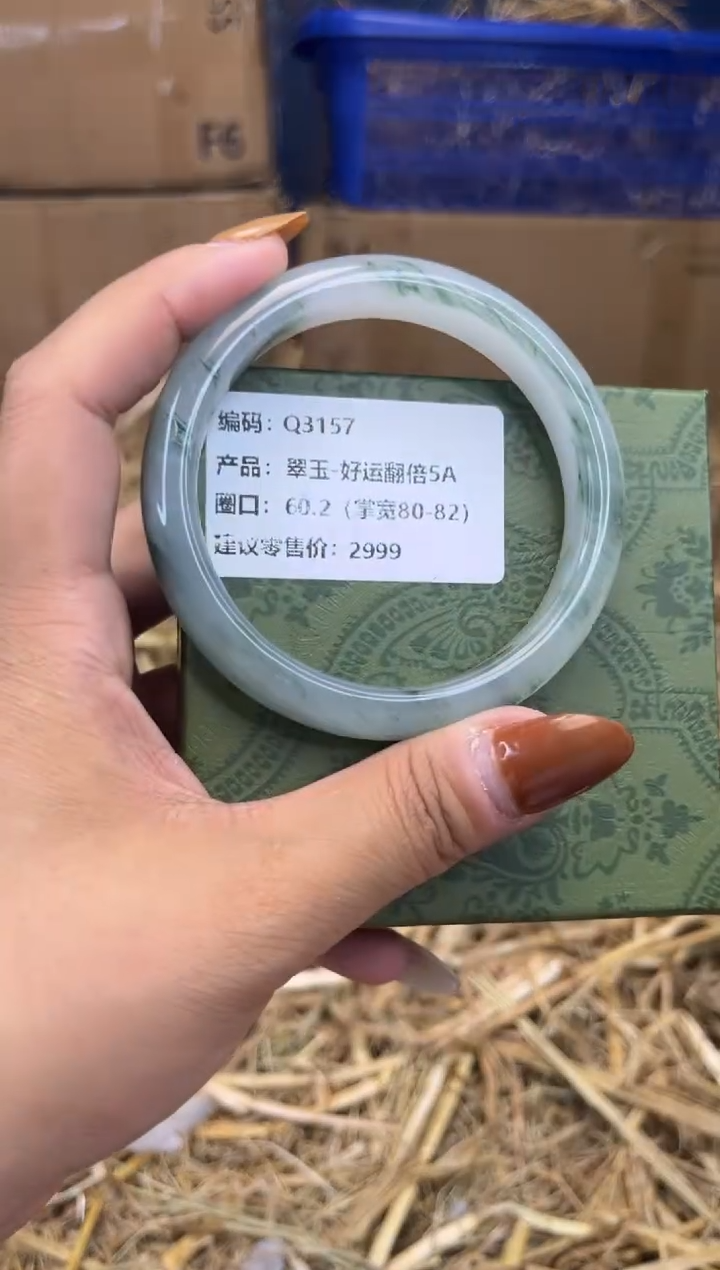 F6
编码：Q3157
产品：翠玉-好运翻倍5A
圈口：60.2（掌宽80-82）
建议零售价：2999